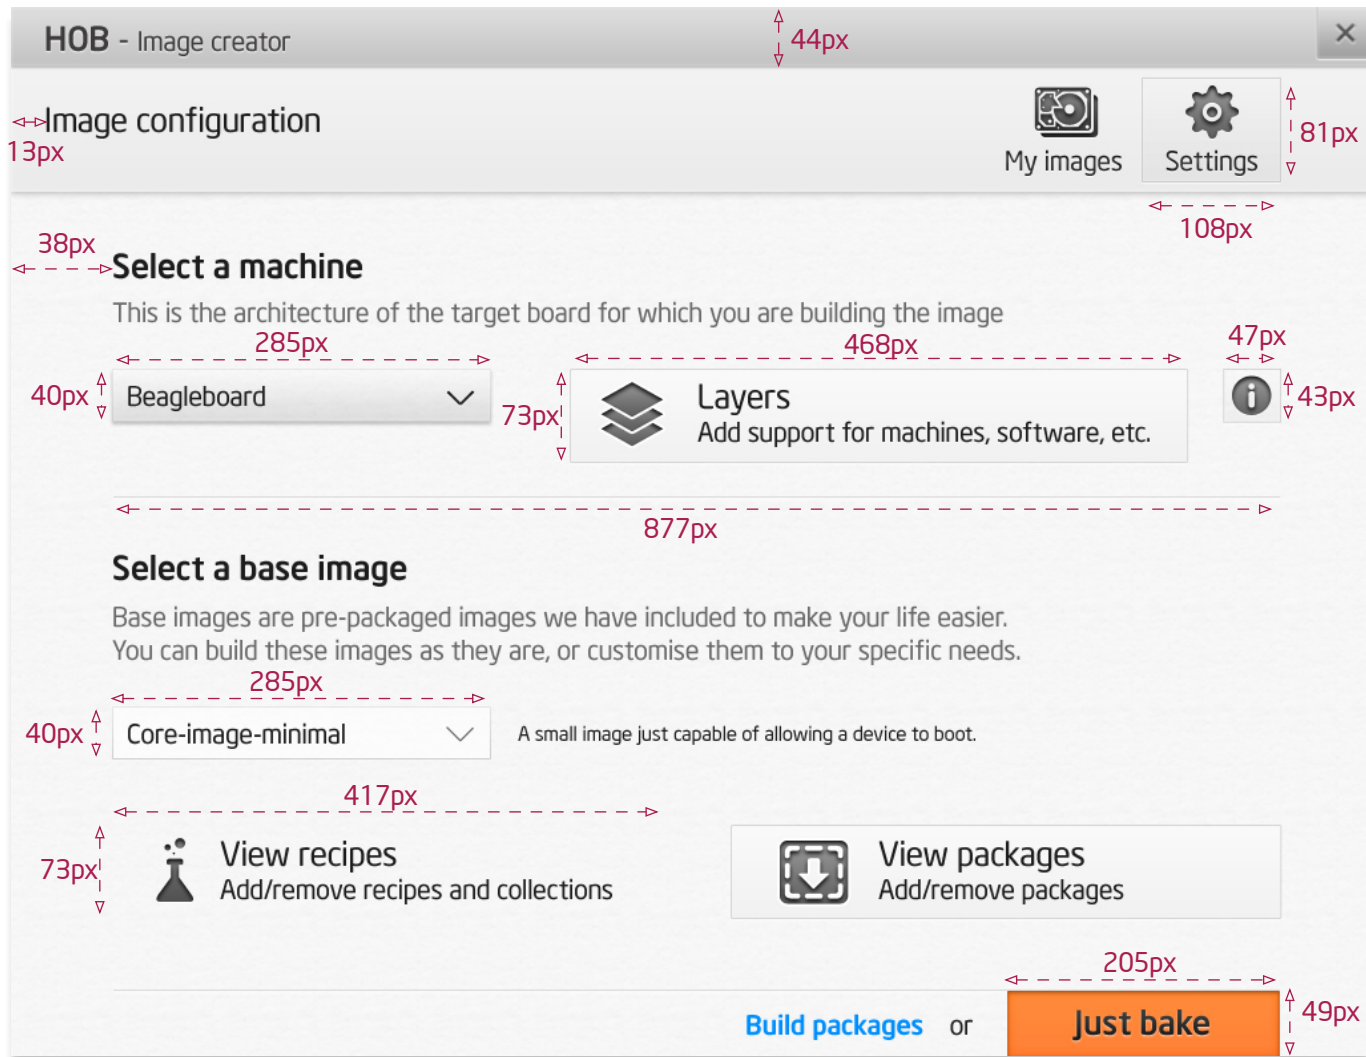 HOB - Image creator
44px
Image configuration
13px
My images
Settings
81px
108px
38px
Select a machine
This is the architecture of the target board for which you are building the image
285px
468px
47px
40px
Beagleboard
73px
Layers
Add support for machines, software, etc.
43px
877px
Select a base image
Base images are pre-packaged images we have included to make your life easier.
You can build these images as they are, or customise them to your specific needs.
285px
40px
Core-image-minimal
A small image just capable of allowing a device to boot.
417px
73px
View recipes
Add/remove recipes and collections
View packages
Add/remove packages
205px
Build packages or
Just bake
49px